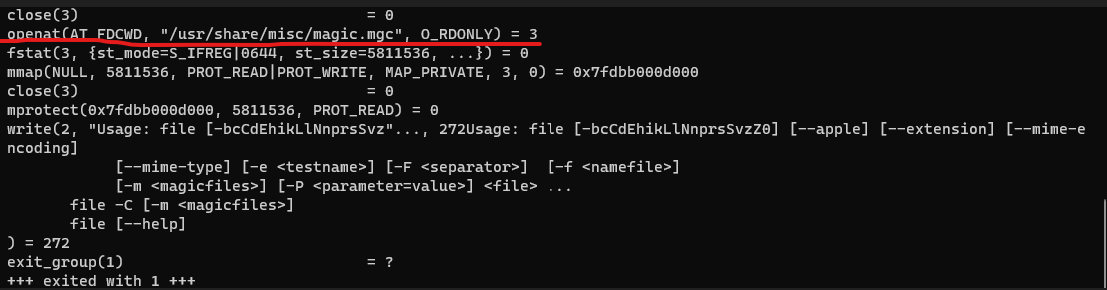 close(3)                                = 0
openat(AT_FDCWD, "/usr/share/misc/magic.mgc", O_RDONLY) = 3
fstat(3, {st_mode=S_IFREG|0644, st_size=5811536, ...}) = 0
mmap(NULL, 5811536, PROT_READ|PROT_WRITE, MAP_PRIVATE, 3, 0) = 0x7fdbb000d000
close(3)                                = 0
mprotect(0x7fdbb000d000, 5811536, PROT_READ) = 0
write(2, "Usage: file [-bcCdEhikLlNnprsSvz"..., 272Usage: file [-bcCdEhikLlNnprsSvzZ0] [--apple] [--extension] [--mime-e
ncoding]
            [--mime-type] [-e <testname>] [-F <separator>]  [-f <namefile>]
            [-m <magicfiles>] [-P <parameter=value>] <file> ...
       file -C [-m <magicfiles>]
       file [--help]
) = 272
exit_group(1)                           = ?
+++ exited with 1 +++